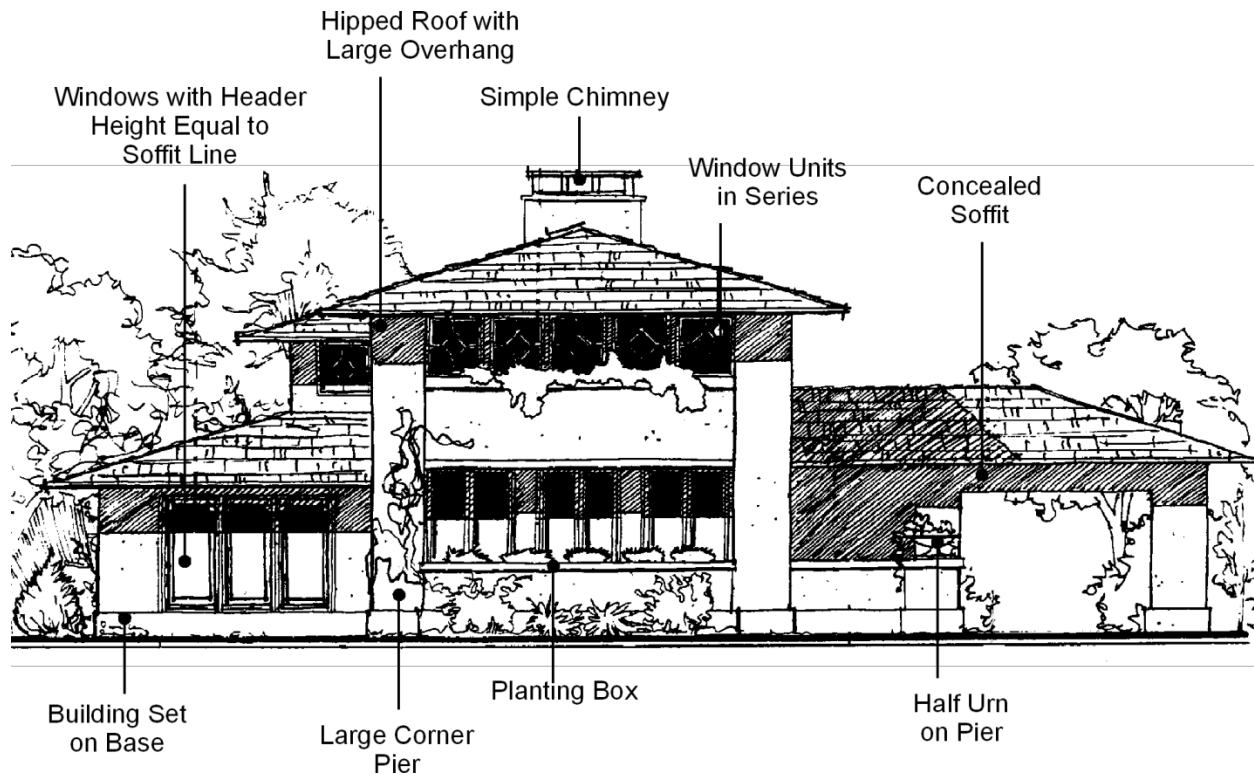 Hipped Roof with
Large Overhang
Windows with Header
Height Equal to
Soffit Line
Simple Chimney
Window Units
in Series
Concealed
Soffit
Building Set
on Base
Large Corner
Pier
Planting Box
Half Urn
on Pier